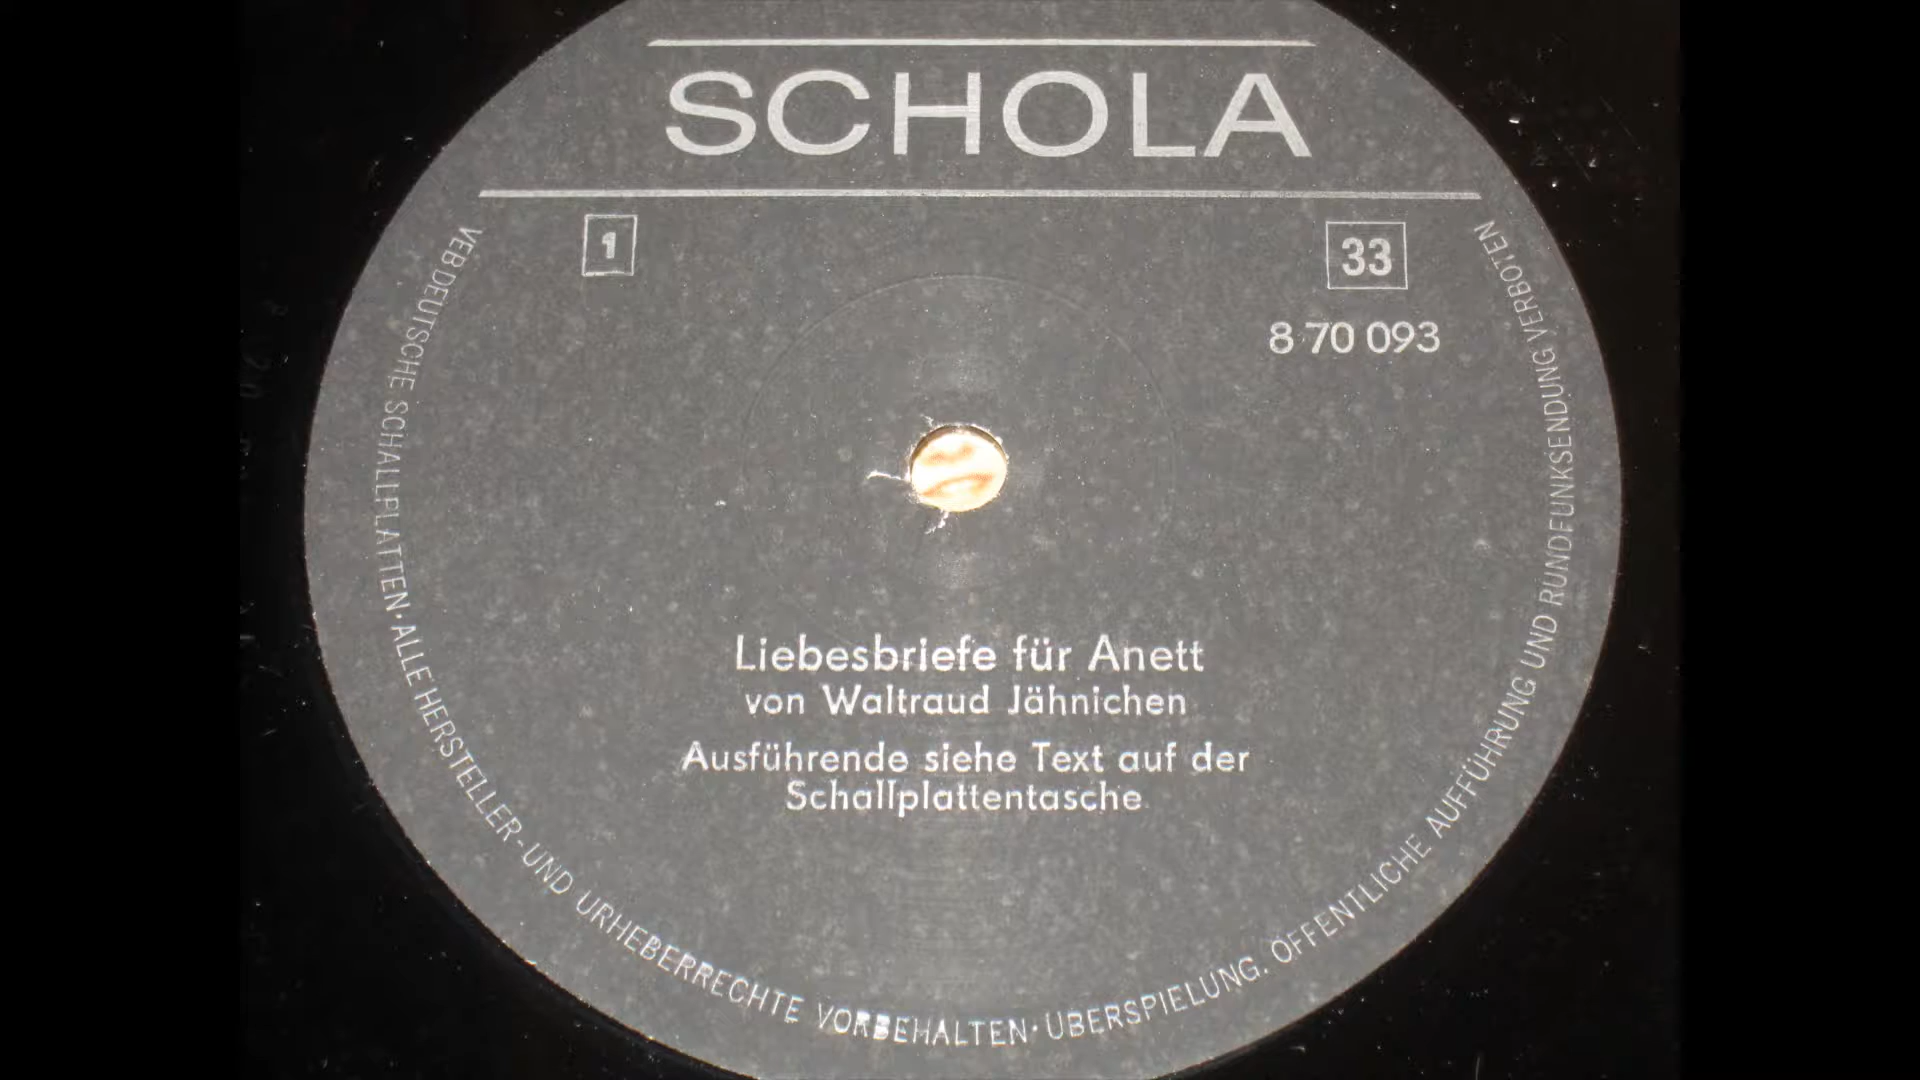 SCHOLA
1
33
8 70 093
Liebesbriefe für Anett
von Waltraud Jähnichen
Ausführende siehe Text auf der
Schallplattentasche
VEB DEUTSCHE SCHALLPLATTEN · ALLE HERSTELLER- UND URHEBERRECHTE VORBEHALTEN · ÜBERSPIELUNG, ÖFFENTLICHE AUFFÜHRUNG UND RUNDFUNKSENDUNG VERBOTEN